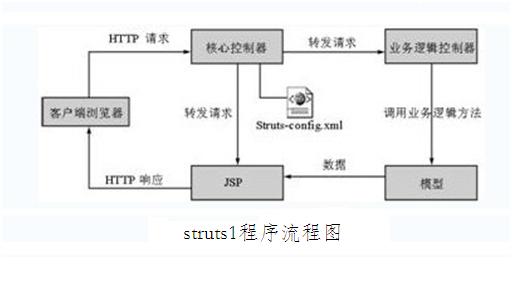 HTTP 请求
核心控制器
转发请求
业务逻辑控制器
客户端浏览器
转发请求
Struts-config.xml
调用业务逻辑方法
HTTP 响应
JSP
数据
模型
struts1程序流程图